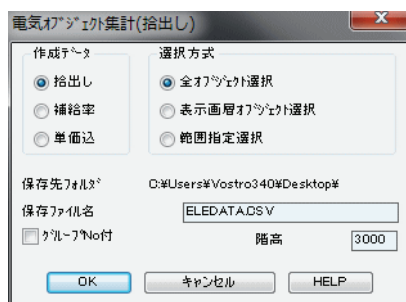 電気ｵﾌﾞｼﾞｪｸﾄ集計(拾出し)
作成ﾃﾞｰﾀ
選択方式
拾出し
全ｵﾌﾞｼﾞｪｸﾄ選択
補給率
表示画層ｵﾌﾞｼﾞｪｸﾄ選択
単価込
範囲指定選択
保存先ﾌｫﾙﾀﾞ C:¥Users¥Vostro340¥Desktop¥
保存ﾌｧｲﾙ名 ELEDATA.CSV
ｸﾞﾙｰﾌﾟNo付 階高 3000
OK ｷｬﾝｾﾙ HELP